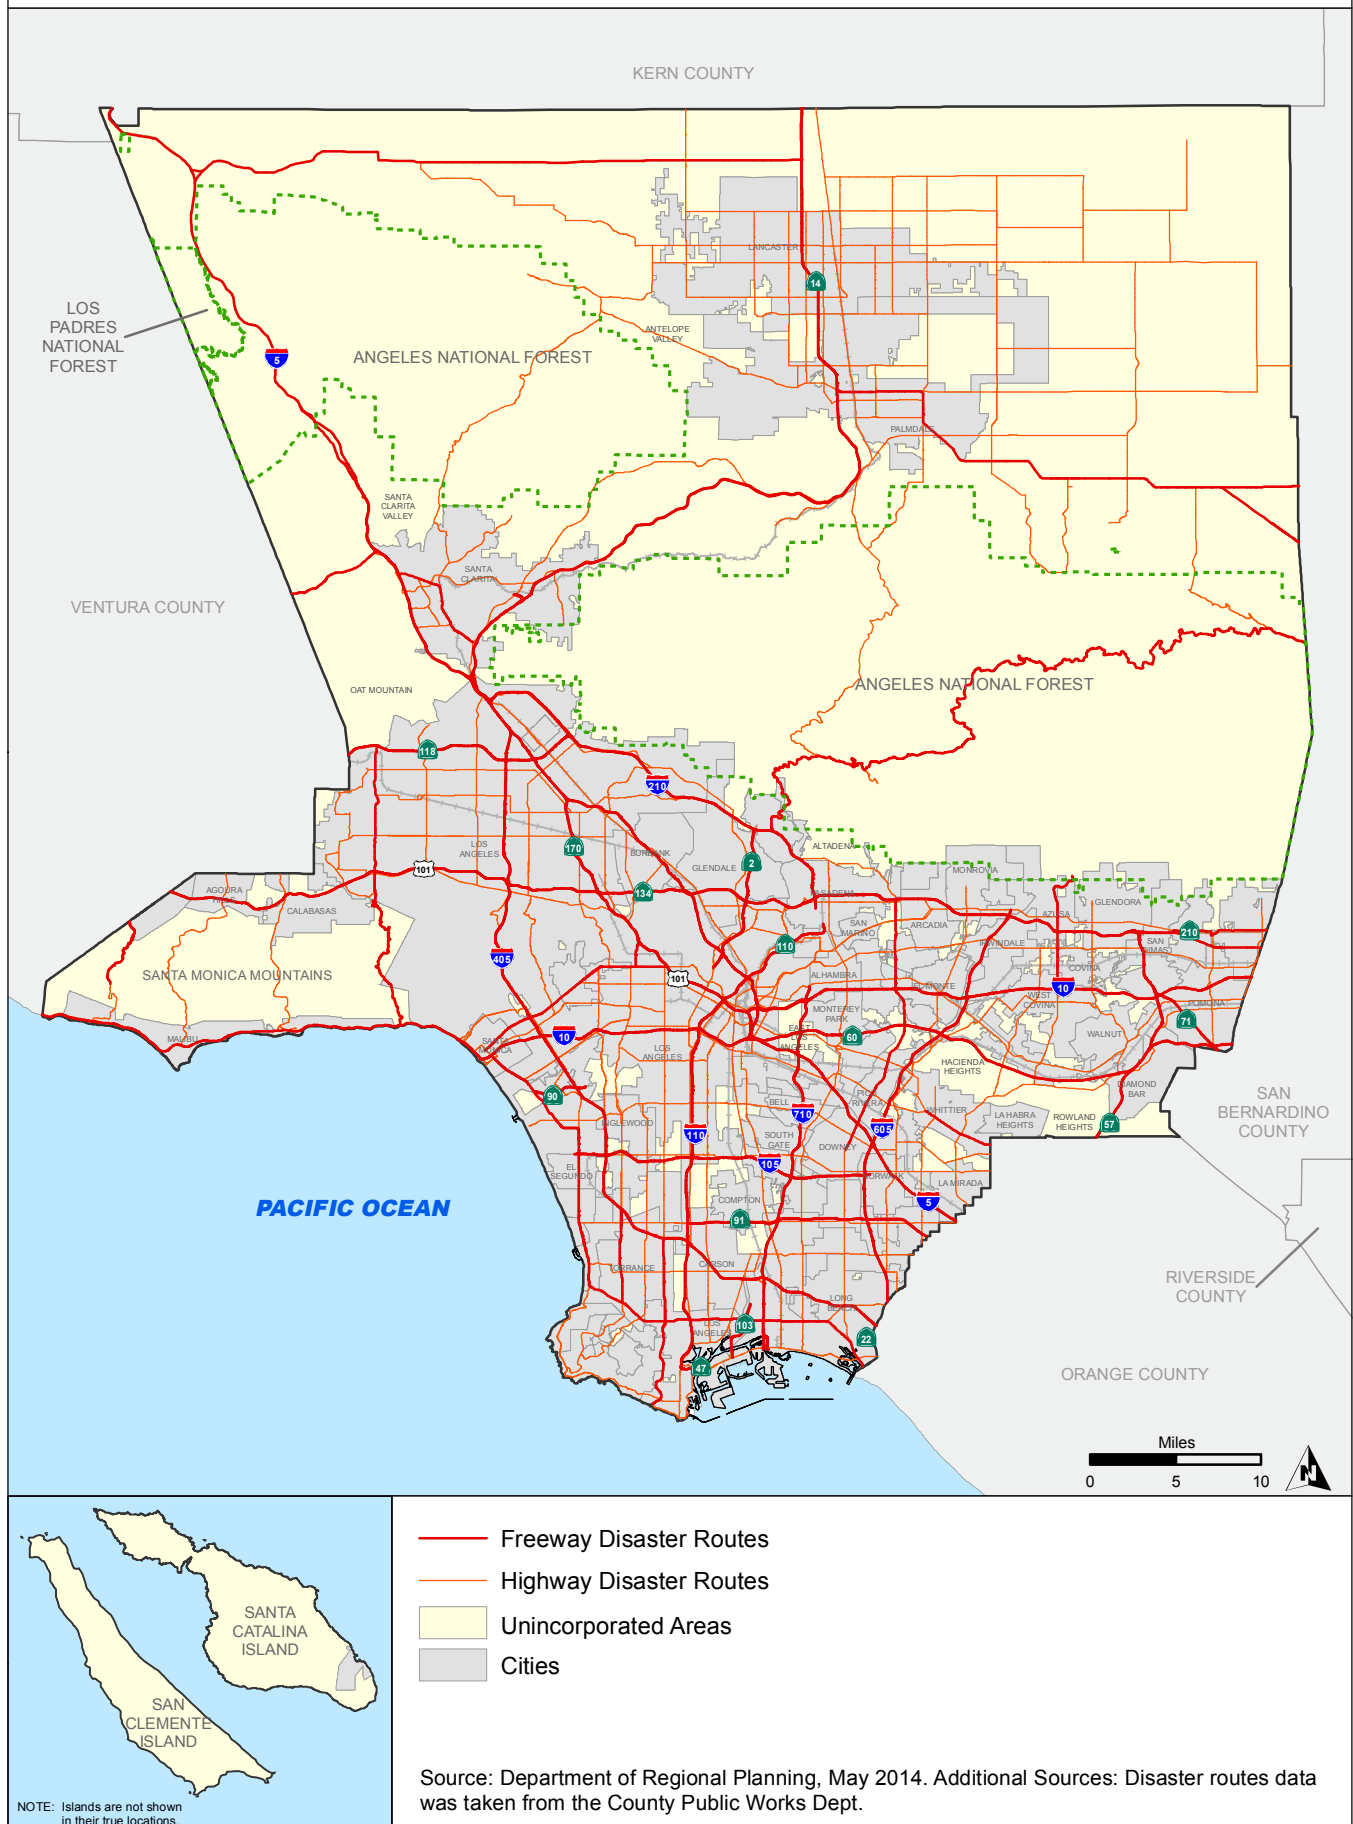 KERN COUNTY
LANCASTER
14
LOS
PADRES
NATIONAL
FOREST
ANTELOPE
VALLEY
5
ANGELES NATIONAL FOREST
PALMDALE
SANTA
CLARITA
VALLEY
SANTA
CLARITA
VENTURA COUNTY
OAT MOUNTAIN
ANGELES NATIONAL FOREST
118
210
LOS
ANGELES
170
BURBANK
GLENDALE
2
ALTADENA
101
134
PASADENA
MONROVIA
AGOURA
HILLS
CALABASAS
SAN
MARINO
ARCADIA
AZUSA
GLENDORA
210
110
IRWINDALE
SAN
DIMAS
405
SANTA MONICA MOUNTAINS
101
ALHAMBRA
EL MONTE
COVINA
10
WEST
COVINA
POMONA
MONTEREY
PARK
71
MALIBU
SANTA
MONICA
10
LOS
ANGELES
EAST
LOS
ANGELES
60
WALNUT
HACIENDA
HEIGHTS
DIAMOND
BAR
90
BELL
710
PICO
RIVERA
WHITTIER
LA HABRA
HEIGHTS
ROWLAND
HEIGHTS
57
SAN
BERNARDINO
COUNTY
INGLEWOOD
110
SOUTH
GATE
605
DOWNEY
EL
SEGUNDO
105
NORWALK
LA MIRADA
5
PACIFIC OCEAN
COMPTON
91
TORRANCE
CARSON
RIVERSIDE
COUNTY
LONG
BEACH
LOS
ANGELES
103
22
47
ORANGE COUNTY
Miles
0 5 10
N
SANTA
CATALINA
ISLAND
SAN
CLEMENTE
ISLAND
NOTE: Islands are not shown
in their true locations.
Freeway Disaster Routes
Highway Disaster Routes
Unincorporated Areas
Cities
Source: Department of Regional Planning, May 2014. Additional Sources: Disaster routes data
was taken from the County Public Works Dept.